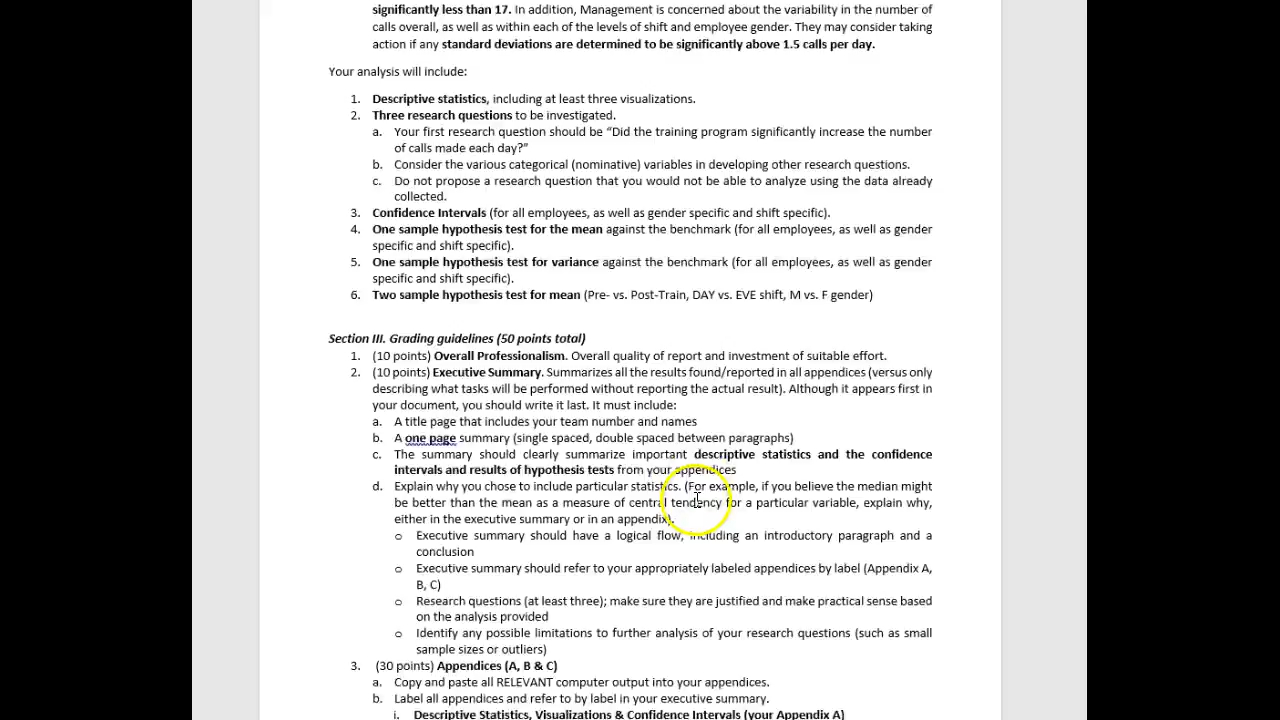 significantly less than 17. In addition, Management is concerned about the variability in the number of
calls overall, as well as within each of the levels of shift and employee gender. They may consider taking
action if any standard deviations are determined to be significantly above 1.5 calls per day.
Your analysis will include:
1. Descriptive statistics, including at least three visualizations.
2. Three research questions to be investigated.
a. Your first research question should be “Did the training program significantly increase the number
of calls made each day?”
b. Consider the various categorical (nominative) variables in developing other research questions.
c. Do not propose a research question that you would not be able to analyze using the data already
collected.
3. Confidence Intervals (for all employees, as well as gender specific and shift specific).
4. One sample hypothesis test for the mean against the benchmark (for all employees, as well as gender
specific and shift specific).
5. One sample hypothesis test for variance against the benchmark (for all employees, as well as gender
specific and shift specific).
6. Two sample hypothesis test for mean (Pre- vs. Post-Train, DAY vs. EVE shift, M vs. F gender)
Section III. Grading guidelines (50 points total)
1. (10 points) Overall Professionalism. Overall quality of report and investment of suitable effort.
2. (10 points) Executive Summary. Summarizes all the results found/reported in all appendices (versus only
describing what tasks will be performed without reporting the actual result). Although it appears first in
your document, you should write it last. It must include:
a. A title page that includes your team number and names
b. A one page summary (single spaced, double spaced between paragraphs)
c. The summary should clearly summarize important descriptive statistics and the confidence
intervals and results of hypothesis tests from your appendices
d. Explain why you chose to include particular statistics. (For example, if you believe the median might
be better than the mean as a measure of central tendency for a particular variable, explain why,
either in the executive summary or in an appendix).
o Executive summary should have a logical flow, including an introductory paragraph and a
conclusion
o Executive summary should refer to your appropriately labeled appendices by label (Appendix A,
B, C)
o Research questions (at least three); make sure they are justified and make practical sense based
on the analysis provided
o Identify any possible limitations to further analysis of your research questions (such as small
sample sizes or outliers)
3. (30 points) Appendices (A, B & C)
a. Copy and paste all RELEVANT computer output into your appendices.
b. Label all appendices and refer to by label in your executive summary.
i. Descriptive Statistics, Visualizations & Confidence Intervals (your Appendix A)